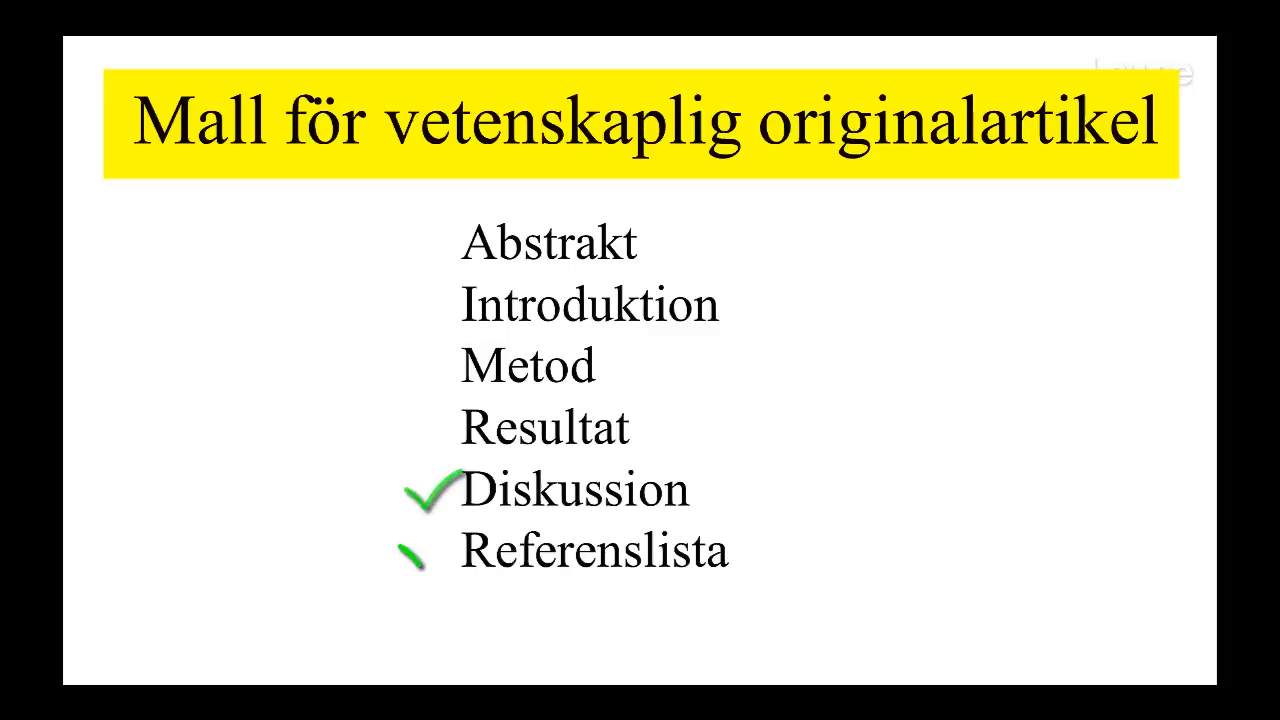 Mall för vetenskaplig originalartikel
Abstrakt
Introduktion
Metod
Resultat
Diskussion
Referenslista